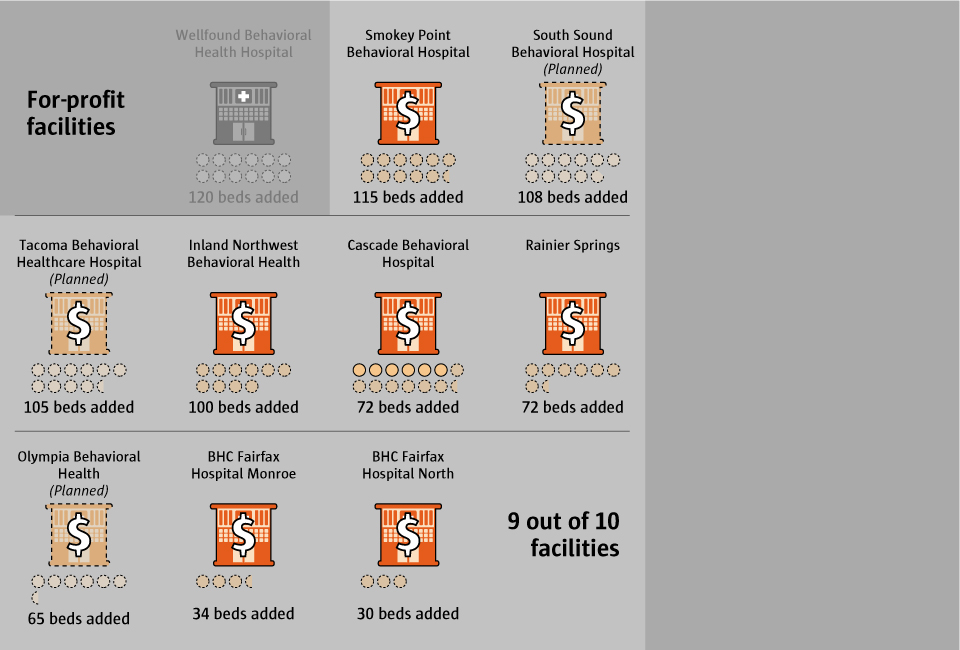 For-profit
facilities
Wellfound Behavioral
Health Hospital
120 beds added
Smokey Point
Behavioral Hospital
$
115 beds added
South Sound
Behavioral Hospital
(Planned)
$
108 beds added
Tacoma Behavioral
Healthcare Hospital
(Planned)
$
105 beds added
Inland Northwest
Behavioral Health
$
100 beds added
Cascade Behavioral
Hospital
$
72 beds added
Rainier Springs
$
72 beds added
Olympia Behavioral
Health
(Planned)
$
65 beds added
BHC Fairfax
Hospital Monroe
$
34 beds added
BHC Fairfax
Hospital North
$
30 beds added
9 out of 10
facilities